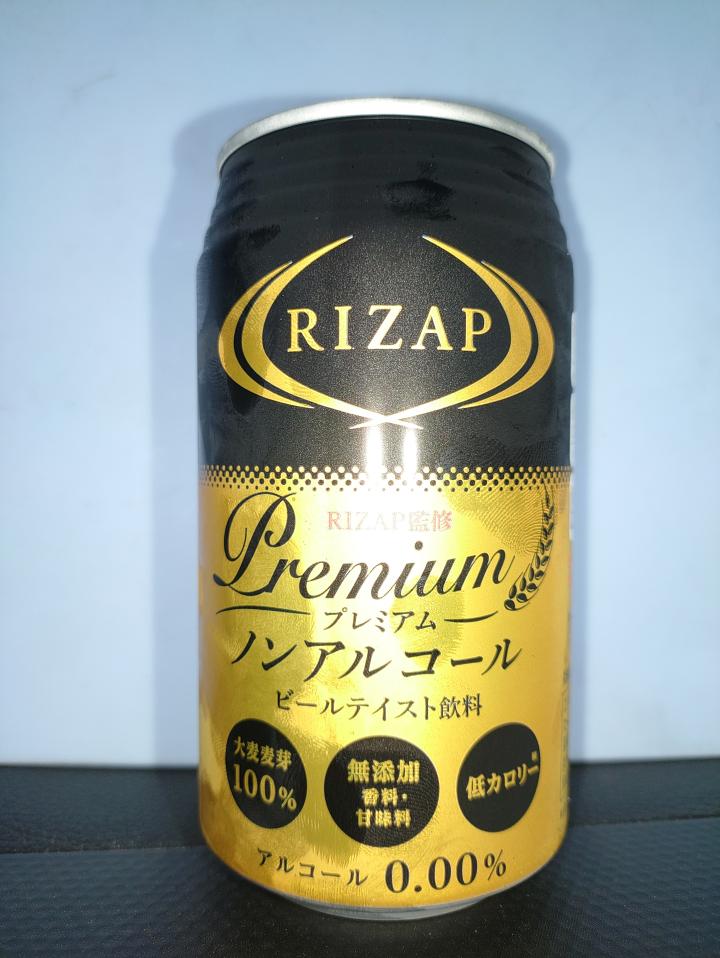 RIZAP
RIZAP監修
Premium
プレミアム
ノンアルコール
ビールテイスト飲料
大麦麦芽
100%
無添加
香料・
甘味料
低カロリー※
アルコール 0.00%